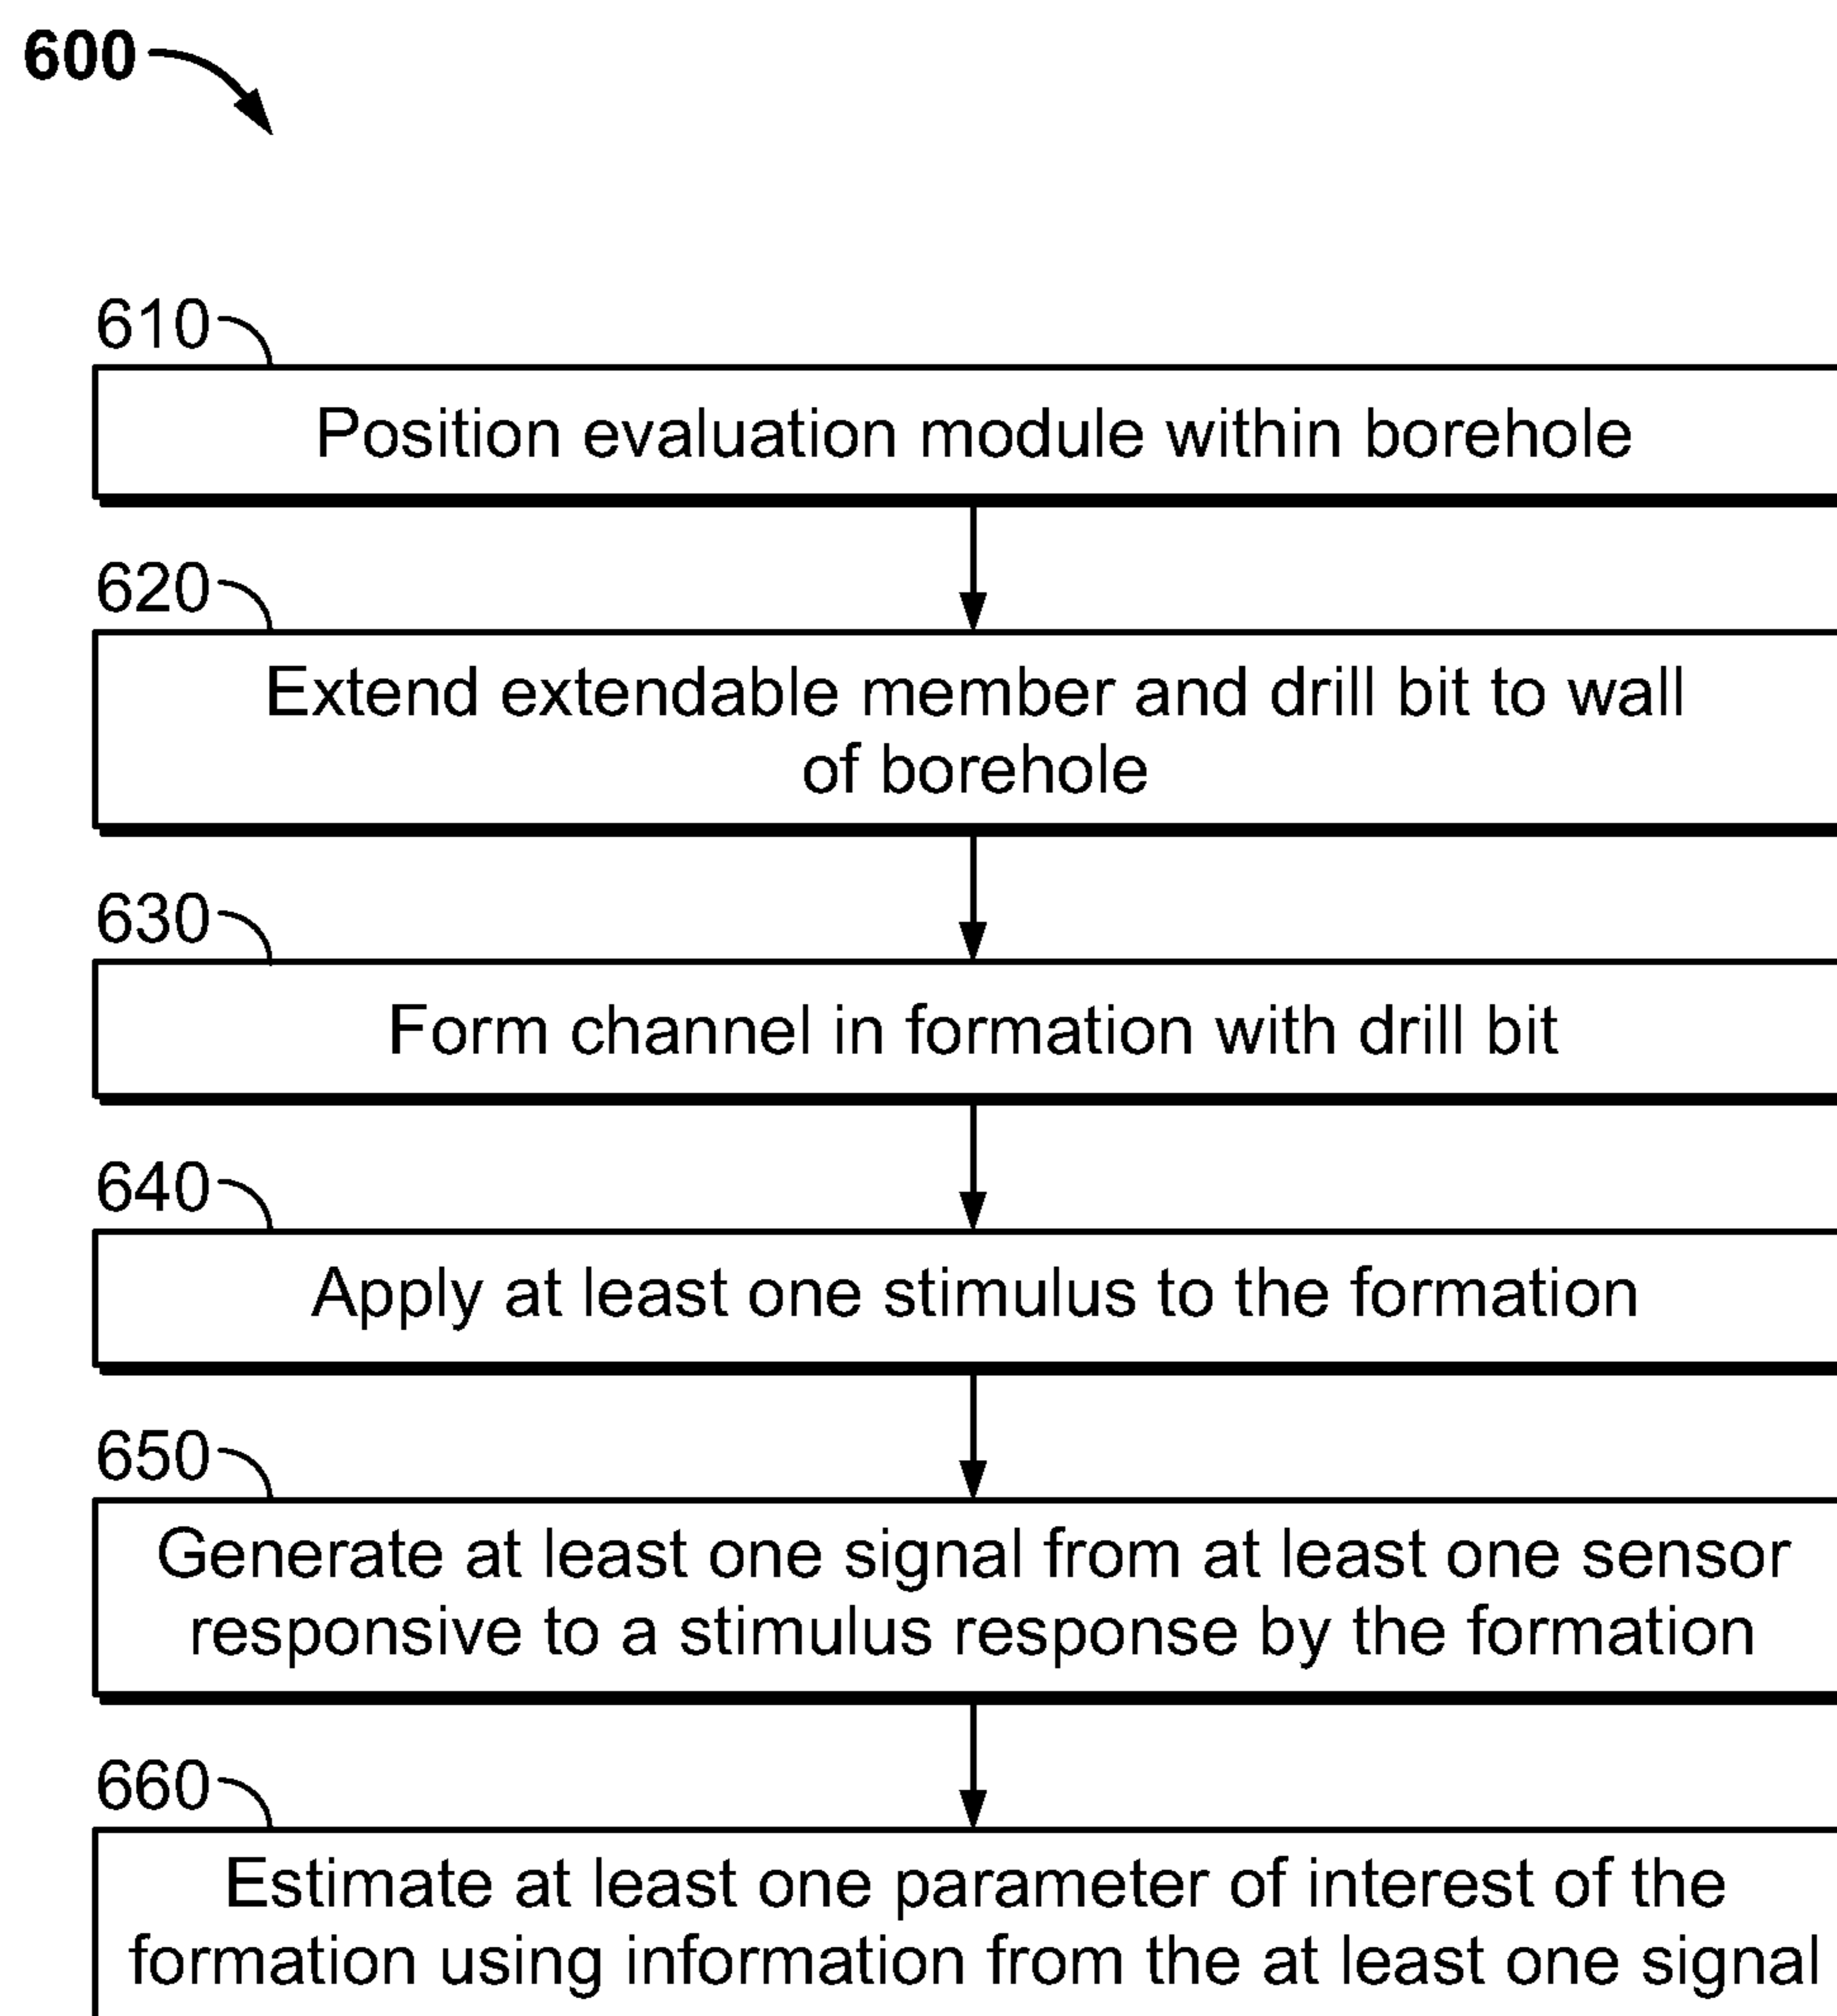 600
610
Position evaluation module within borehole
620
Extend extendable member and drill bit to wall
of borehole
630
Form channel in formation with drill bit
640
Apply at least one stimulus to the formation
650
Generate at least one signal from at least one sensor
responsive to a stimulus response by the formation
660
Estimate at least one parameter of interest of the
formation using information from the at least one signal